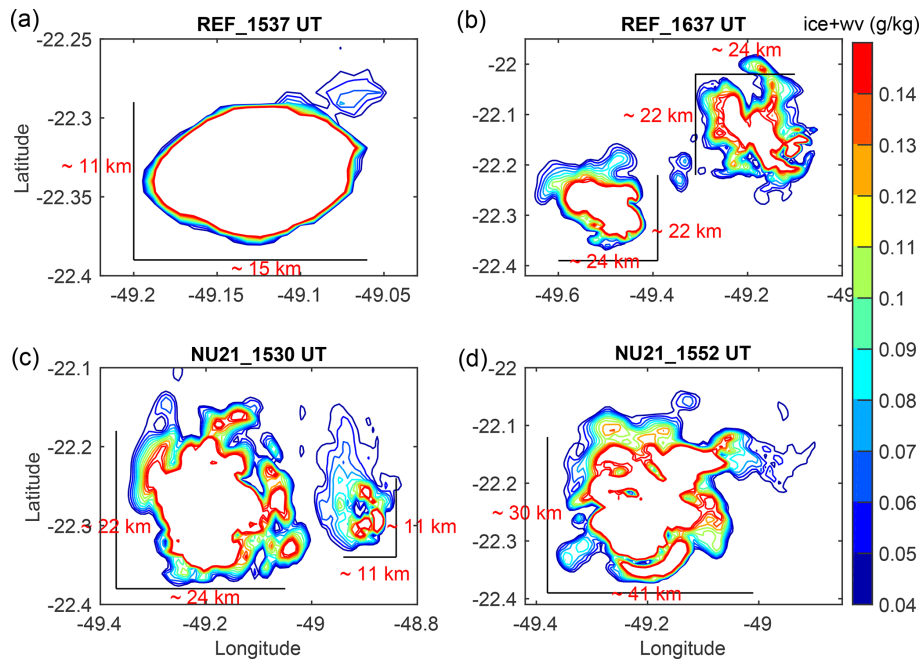 (a)
REF_1537 UT
(b)
REF_1637 UT
ice+wv (g/kg)
-22.25
-22.3
-22.35
-22.4
Latitude
~ 11 km
~ 15 km
-49.2
-49.15
-49.1
-49.05
-22
-22.1
-22.2
-22.3
-22.4
~ 24 km
~ 22 km
~ 22 km
~ 24 km
-49.6
-49.4
-49.2
-49
0.14
0.13
0.12
0.11
0.1
0.09
0.08
0.07
0.06
0.05
0.04
(c)
NU21_1530 UT
(d)
NU21_1552 UT
-22.1
-22.2
-22.3
-22.4
Latitude
22 km
~ 24 km
~ 11 km
~ 11 km
-49.4
-49.2
-49
-48.8
Longitude
-22
-22.1
-22.2
-22.3
-22.4
~ 30 km
~ 41 km
-49.4
-49.2
-49
Longitude